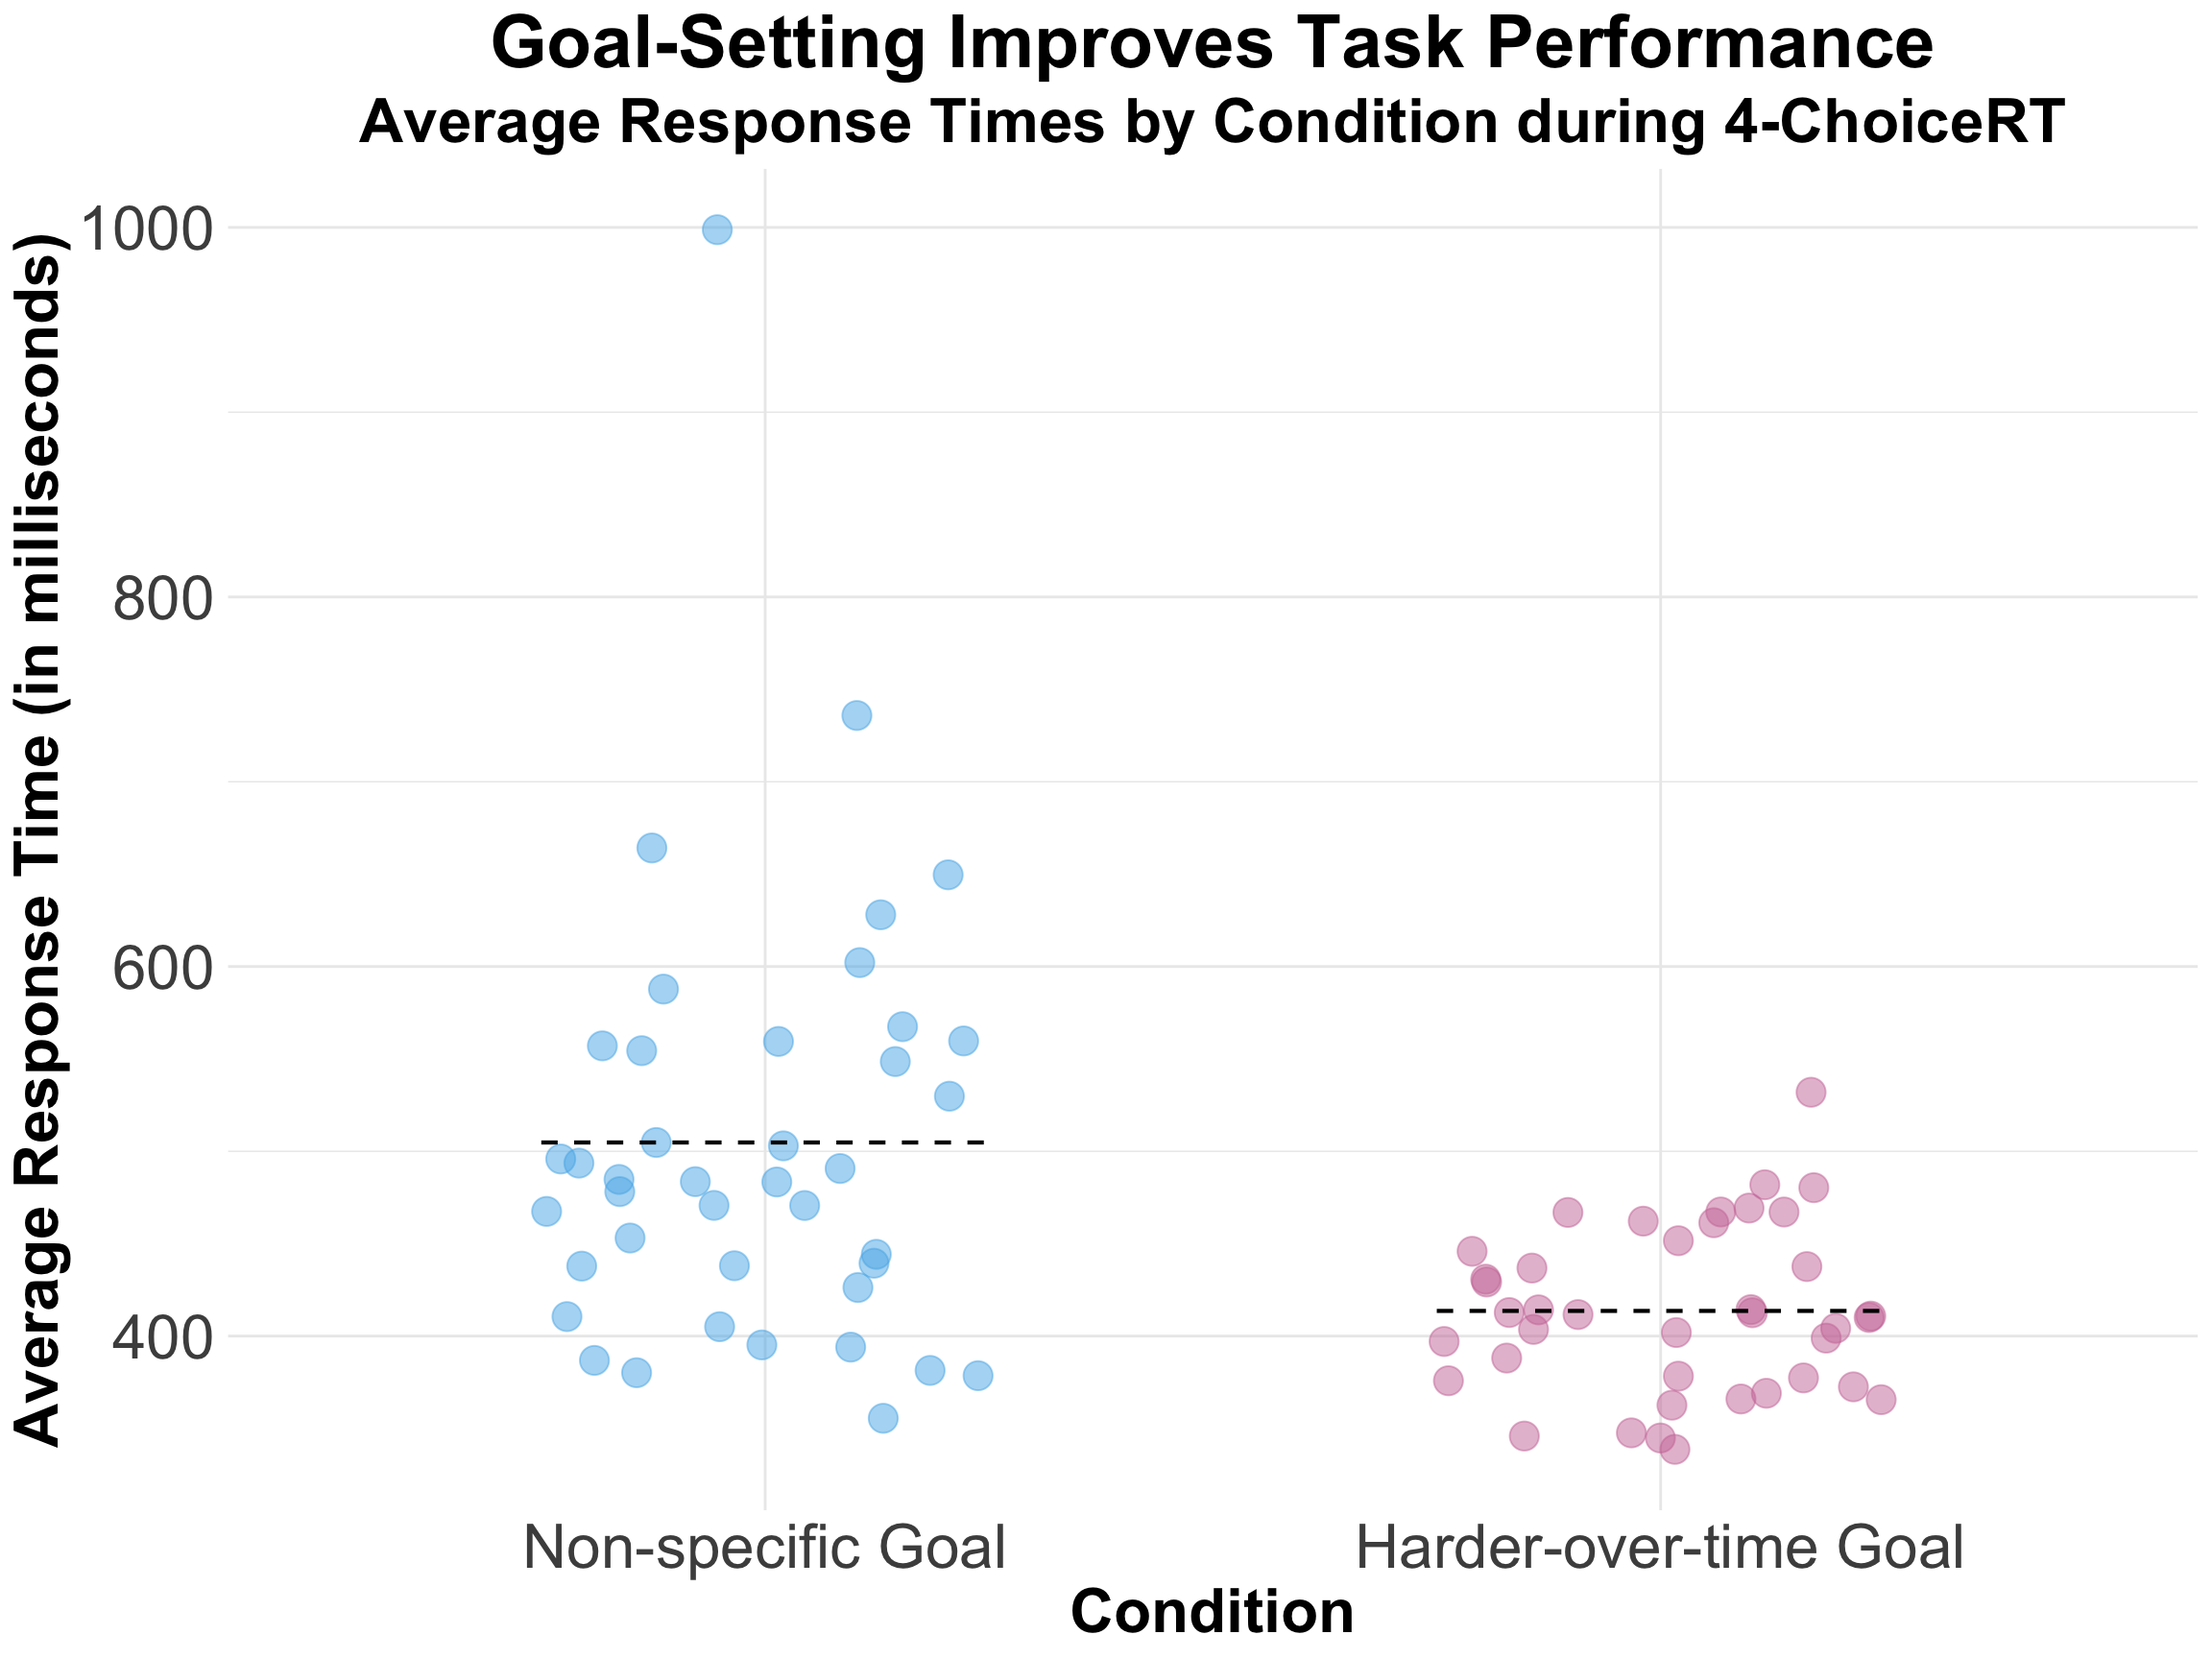 Goal-Setting Improves Task Performance
Average Response Times by Condition during 4-ChoiceRT
Average Response Time (in milliseconds)
1000
800
600
400
Non-specific Goal
Harder-over-time Goal
Condition